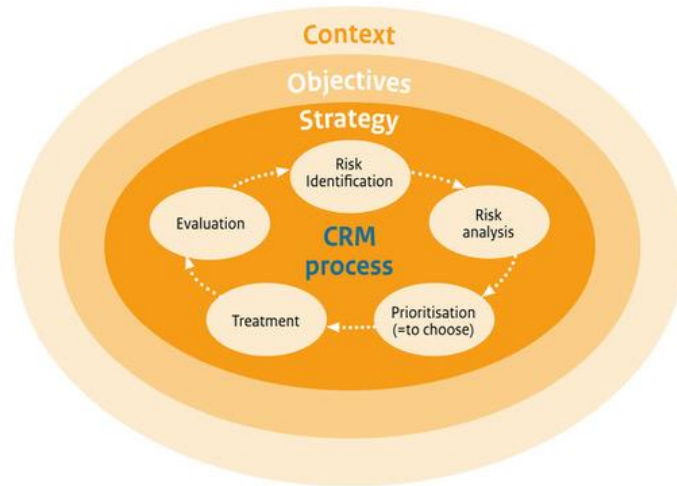 Context
Objectives
Strategy
Risk
Identification
Evaluation
Risk
analysis
CRM
process
Treatment
Prioritisation
(=to choose)